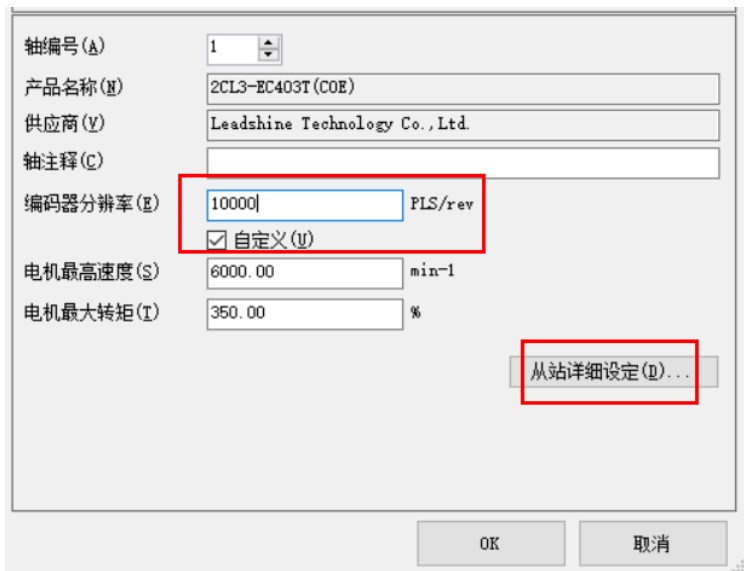 轴编号(A) 1
产品名称(N) 2CL3-EC403T(COE)
供应商(V) Leadshine Technology Co.,Ltd.
轴注释(C)
编码器分辨率(E) 10000 PLS/rev
自定义(U)
电机最高速度(S) 6000.00 min-1
电机最大转矩(T) 350.00 %
从站详细设定(D)...
OK 取消